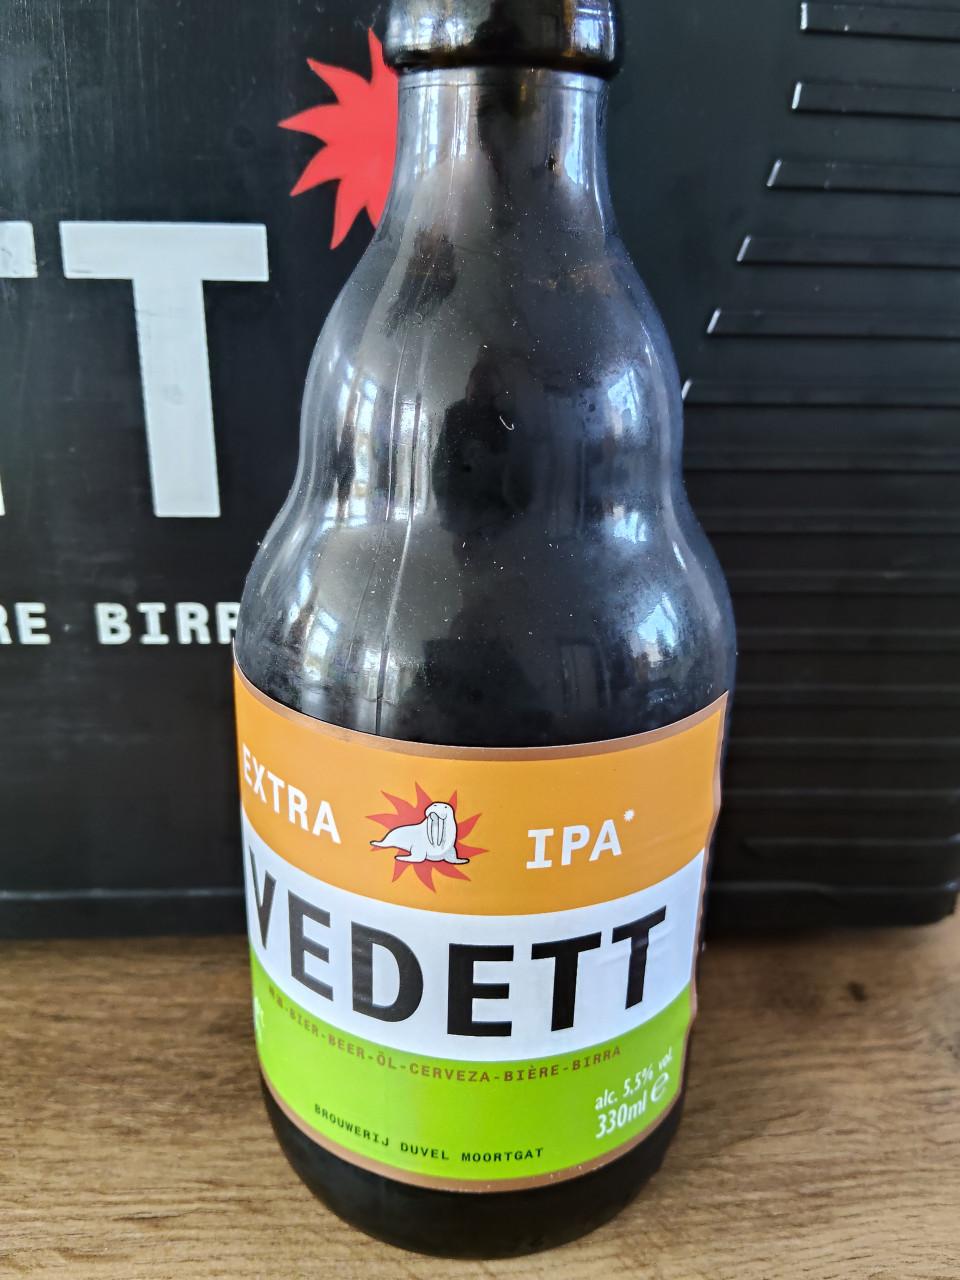 TT
RE BIRR
EXTRA IPA*
VEDETT
BIER-BEER-ÖL-CERVEZA-BIÈRE-BIRRA
alc. 5,5% vol
330ml e
BROUWERIJ DUVEL MOORTGAT